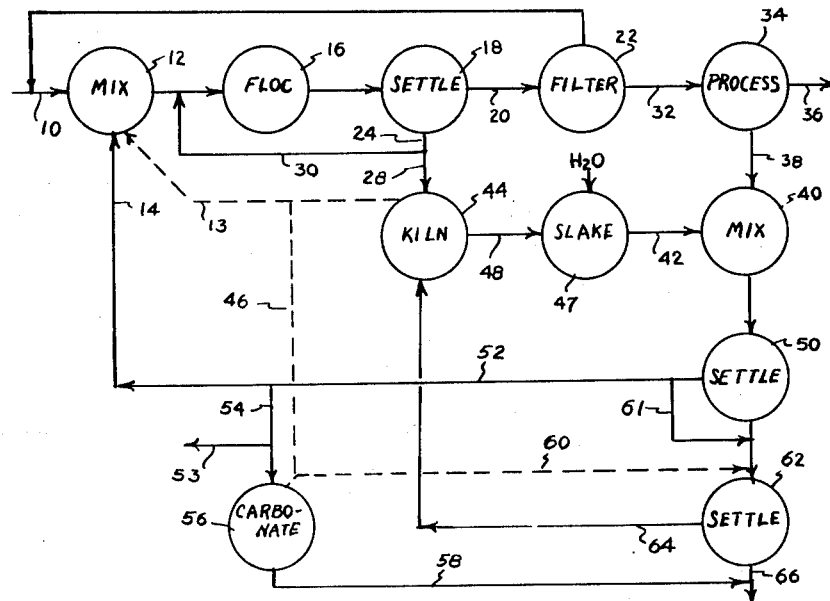 12
16
18
22
34
MIX
FLOC
SETTLE
FILTER
PROCESS
10
20
32
36
24
30
28
H2O
38
40
14
13
44
KILN
SLAKE
MIX
48
42
47
46
50
52
SETTLE
54
61
53
60
62
CARBO-
NATE
56
SETTLE
64
58
66